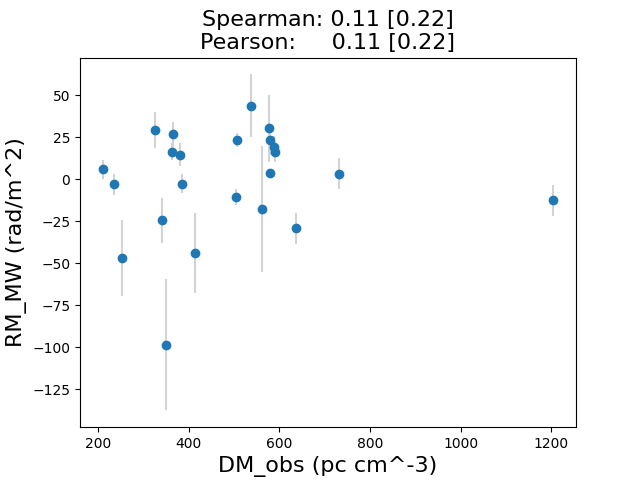 Spearman: 0.11 [0.22]
Pearson: 0.11 [0.22]
RM_MW (rad/m^2)
50
25
0
−25
−50
−75
−100
−125
200 400 600 800 1000 1200
DM_obs (pc cm^-3)